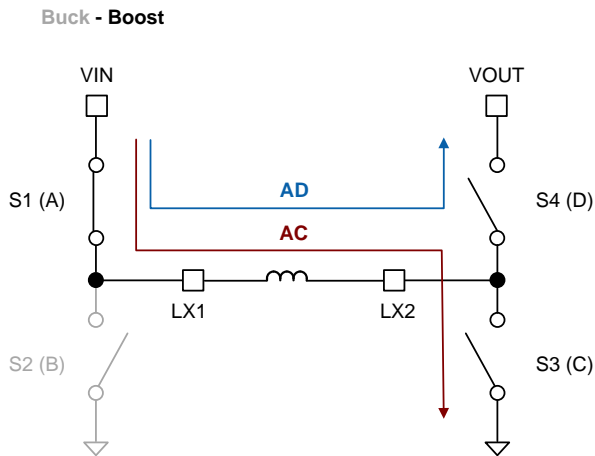 Buck - Boost
VIN
VOUT
S1 (A)
AD
S4 (D)
AC
LX1
LX2
S2 (B)
S3 (C)